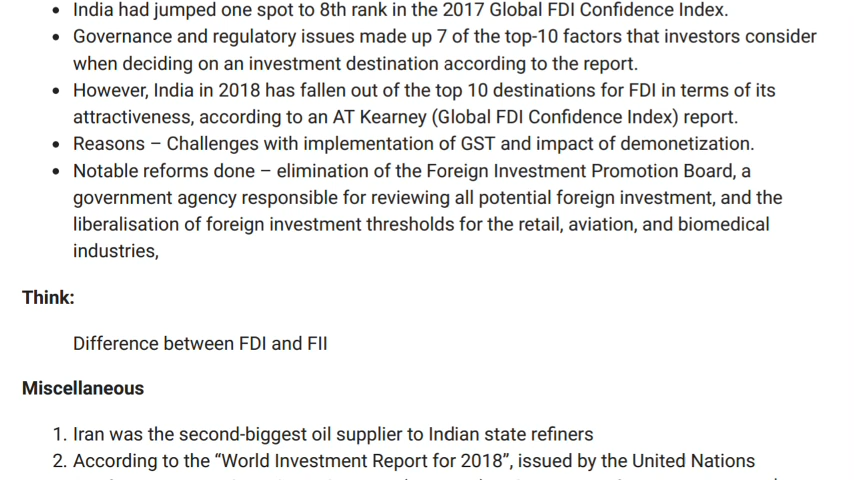 • India had jumped one spot to 8th rank in the 2017 Global FDI Confidence Index.
• Governance and regulatory issues made up 7 of the top-10 factors that investors consider
when deciding on an investment destination according to the report.
• However, India in 2018 has fallen out of the top 10 destinations for FDI in terms of its
attractiveness, according to an AT Kearney (Global FDI Confidence Index) report.
• Reasons – Challenges with implementation of GST and impact of demonetization.
• Notable reforms done – elimination of the Foreign Investment Promotion Board, a
government agency responsible for reviewing all potential foreign investment, and the
liberalisation of foreign investment thresholds for the retail, aviation, and biomedical
industries,
Think:
Difference between FDI and FII
Miscellaneous
1. Iran was the second-biggest oil supplier to Indian state refiners
2. According to the “World Investment Report for 2018”, issued by the United Nations